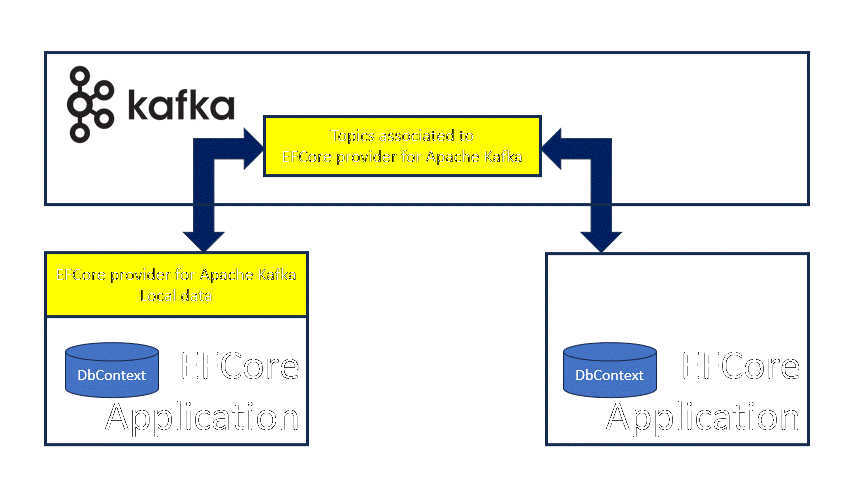 kafka
Topics associated to
EFCore provider for Apache Kafka
EFCore provider for Apache Kafka
Local data
DbContext
EFCore
Application
DbContext
EFCore
Application